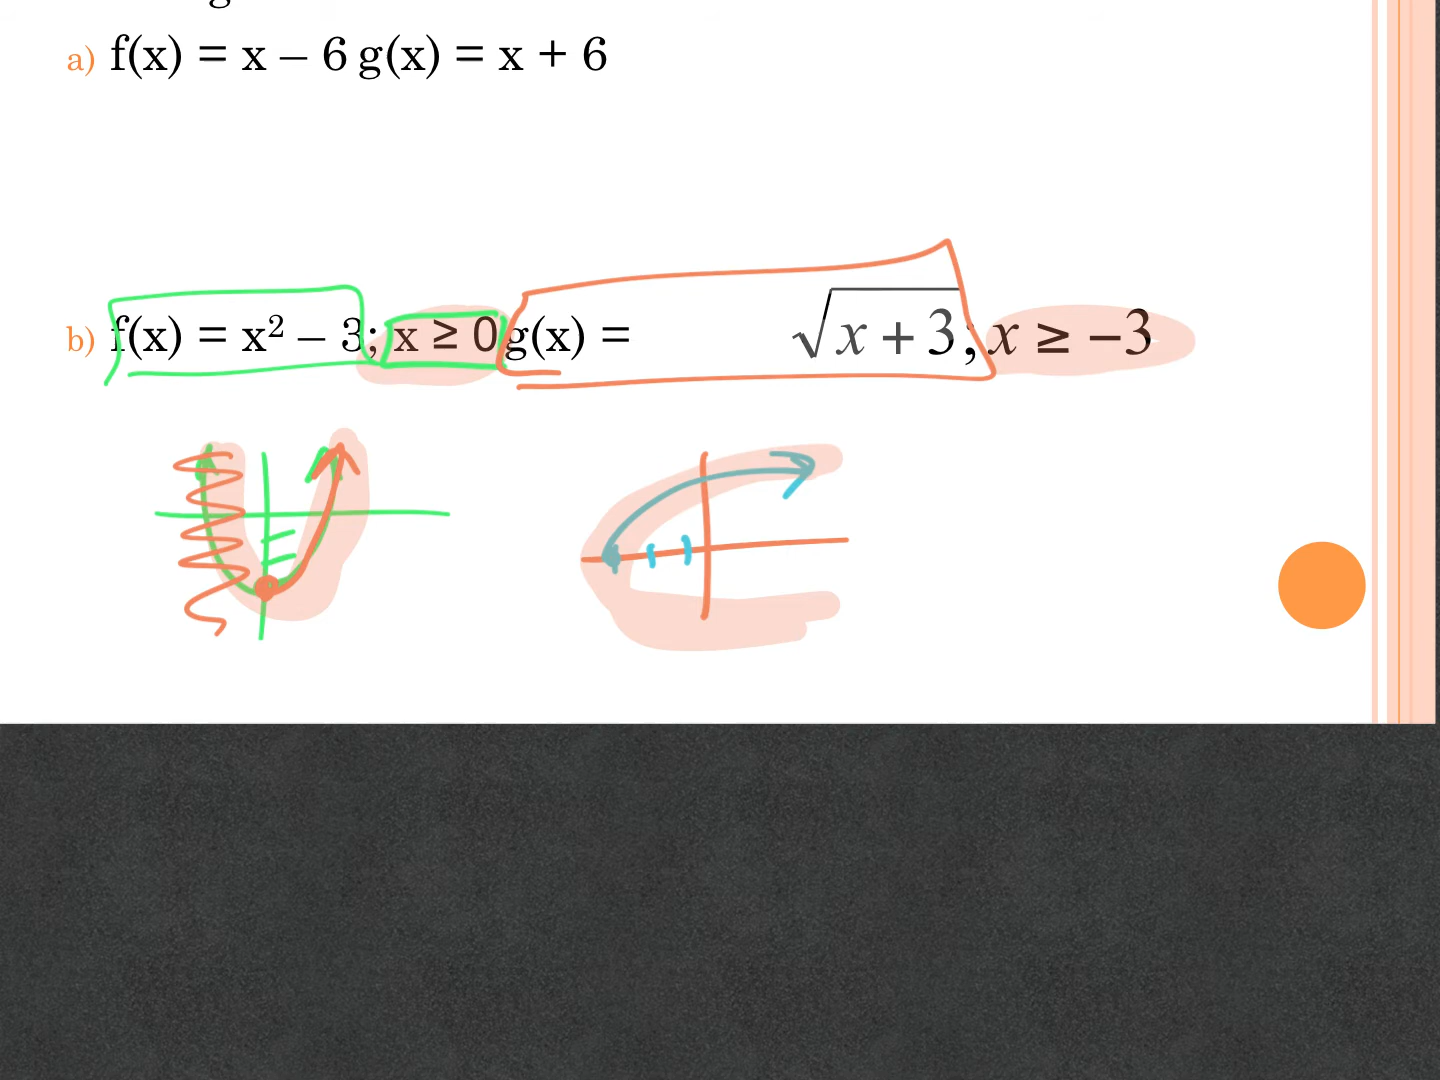 a) f(x) = x – 6 g(x) = x + 6
b) f(x) = x² – 3; x ≥ 0 g(x) = √x + 3; x ≥ −3